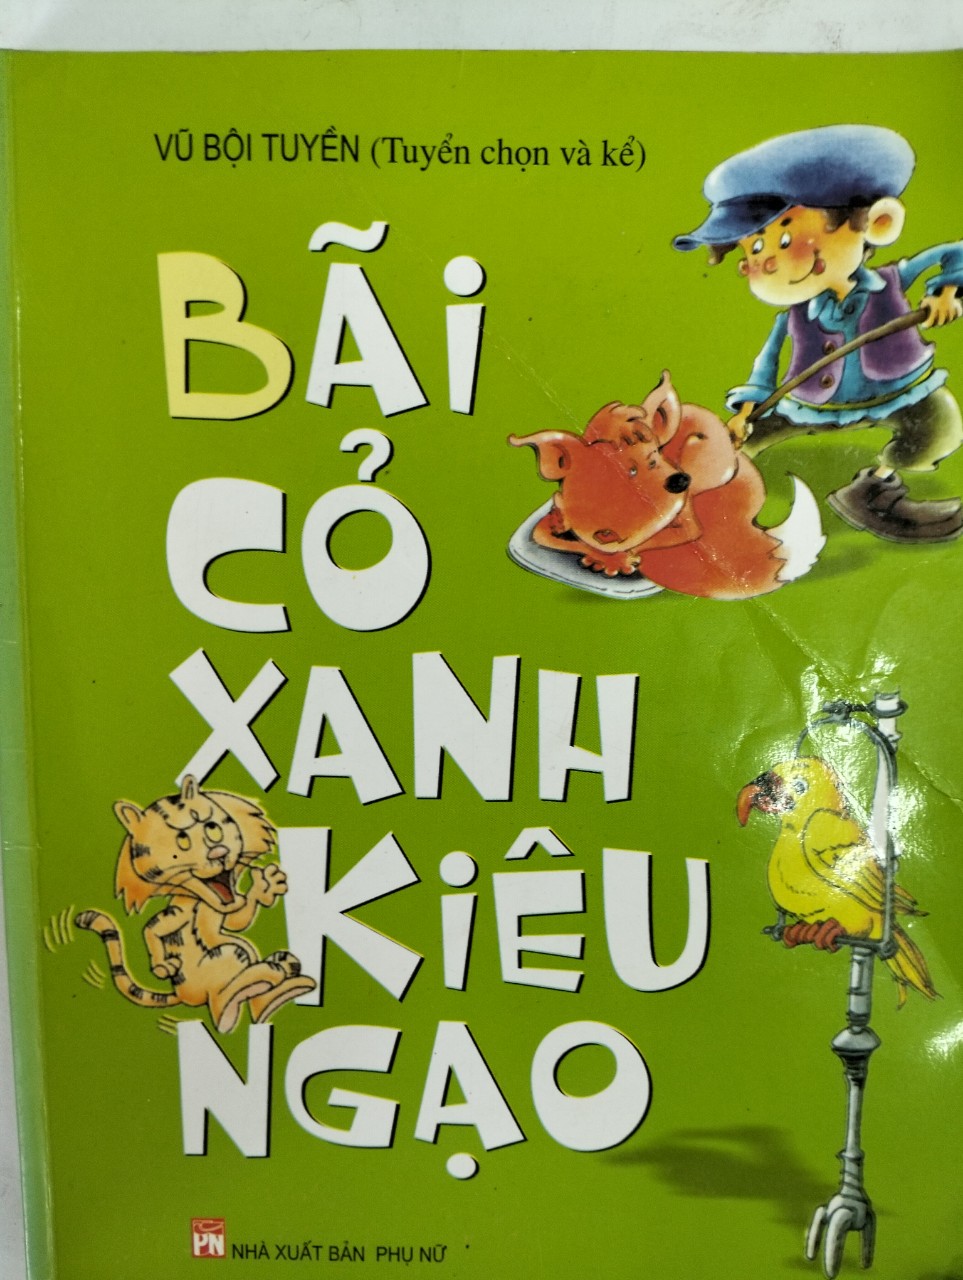 VŨ BỘI TUYỀN (Tuyển chọn và kể)
BÃi
CỎ
XANH
KiÊU
NGẠO
PN NHÀ XUẤT BẢN PHỤ NỮ